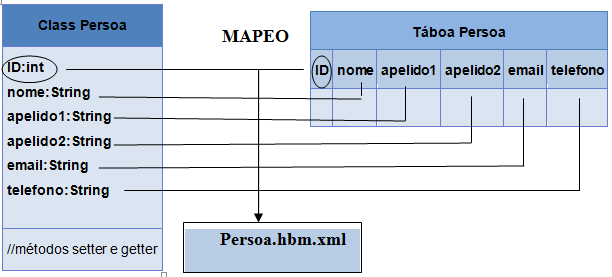 Class Persoa
ID:int
nome:String
apelido1:String
apelido2:String
email:String
telefono:String
//métodos setter e getter
MAPEO
Táboa Persoa
ID nome apelido1 apelido2 email telefono
Persoa.hbm.xml